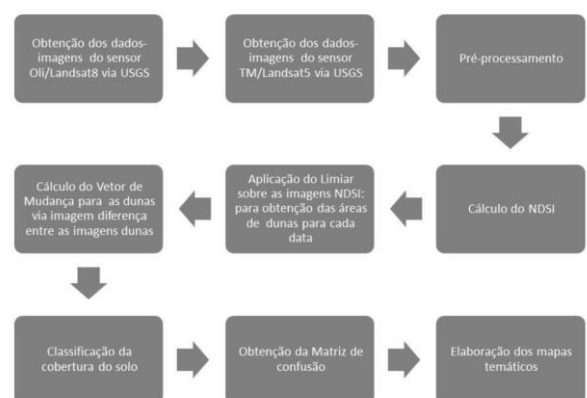 Obtenção dos dados-
imagens do sensor
Oli/Landsat8 via USGS
Obtenção dos dados-
imagens do sensor
TM/Landsat5 via USGS
Pré-processamento
Cálculo do NDSI
Aplicação do Limiar
sobre as imagens NDSI:
para obtenção das áreas
de dunas para cada
data
Cálculo do Vetor de
Mudança para as dunas
via imagem diferença
entre as imagens dunas
Classificação da
cobertura do solo
Obtenção da Matriz de
confusão
Elaboração dos mapas
temáticos